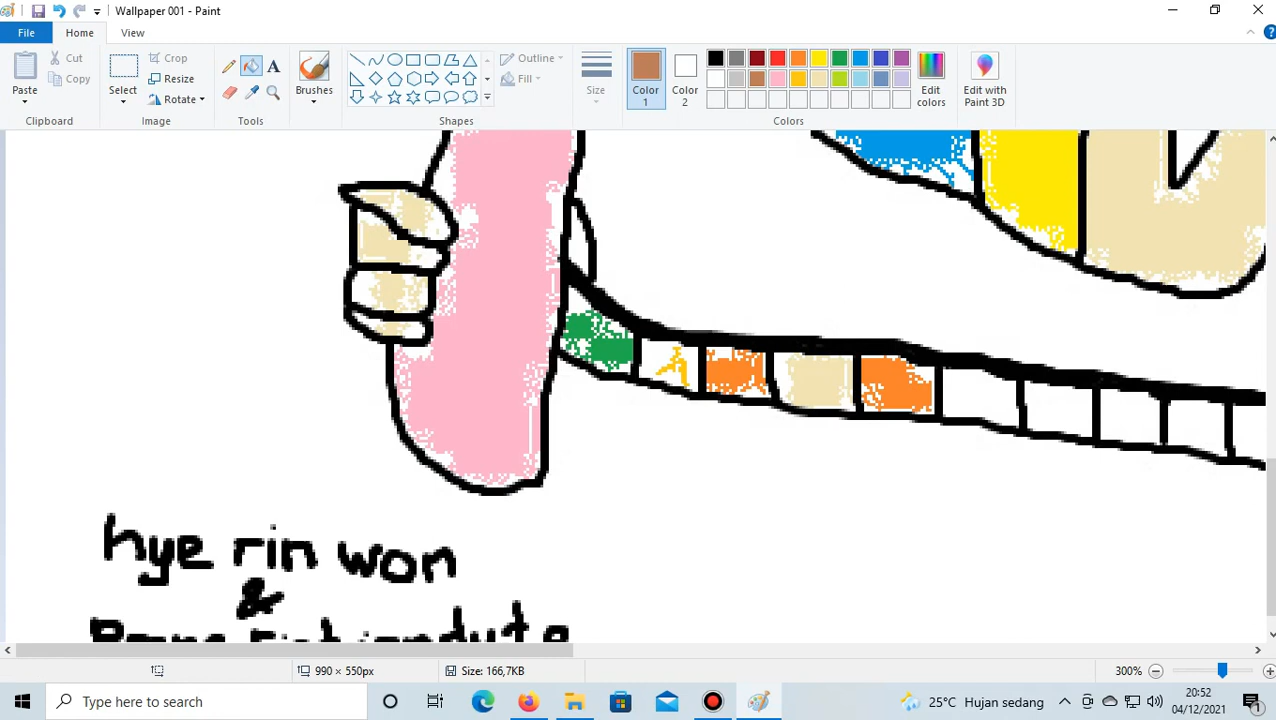 Wallpaper 001 - Paint
File Home View
Paste
Cut
Copy
Clipboard
Select
Crop
Resize
Rotate
Image
Tools
Brushes
Shapes
Outline
Fill
Size
Color
1
Color
2
Edit
colors
Edit with
Paint 3D
Colors
hye rin won
&
990 × 550px
Size: 166,7KB
300%
Type here to search
25°C Hujan sedang
20:52
04/12/2021
1